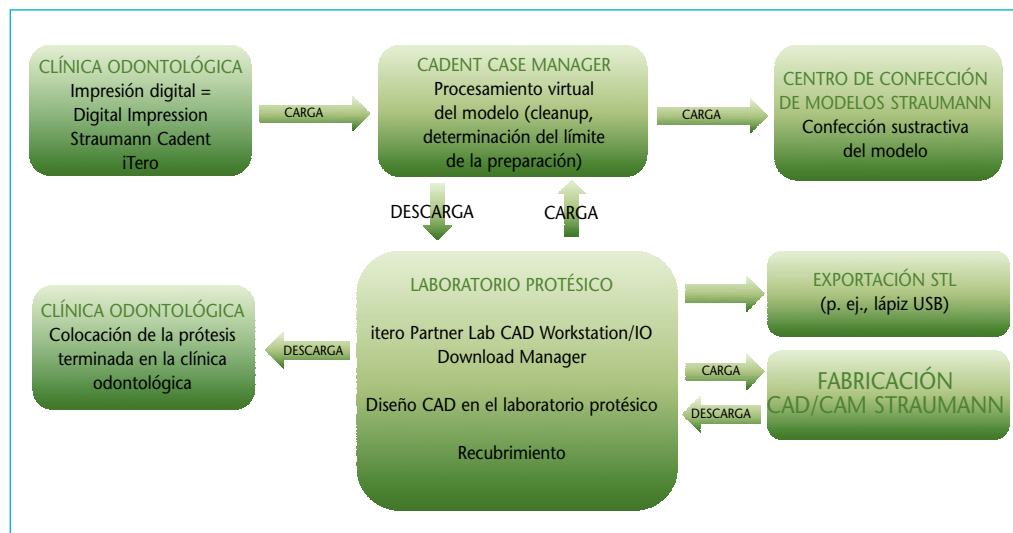 CLÍNICA ODONTOLÓGICA
Impresión digital =
Digital Impression
Straumann Cadent
iTero
CARGA
CADENT CASE MANAGER
Procesamiento virtual
del modelo (cleanup,
determinación del límite
de la preparación)
CARGA
CENTRO DE CONFECCIÓN
DE MODELOS STRAUMANN
Confección sustractiva
del modelo
DESCARGA
CARGA
LABORATORIO PROTÉSICO
itero Partner Lab CAD Workstation/IO
Download Manager
Diseño CAD en el laboratorio protésico
Recubrimiento
DESCARGA
CLÍNICA ODONTOLÓGICA
Colocación de la prótesis
terminada en la clínica
odontológica
EXPORTACIÓN STL
(p. ej., lápiz USB)
CARGA
DESCARGA
FABRICACIÓN
CAD/CAM STRAUMANN